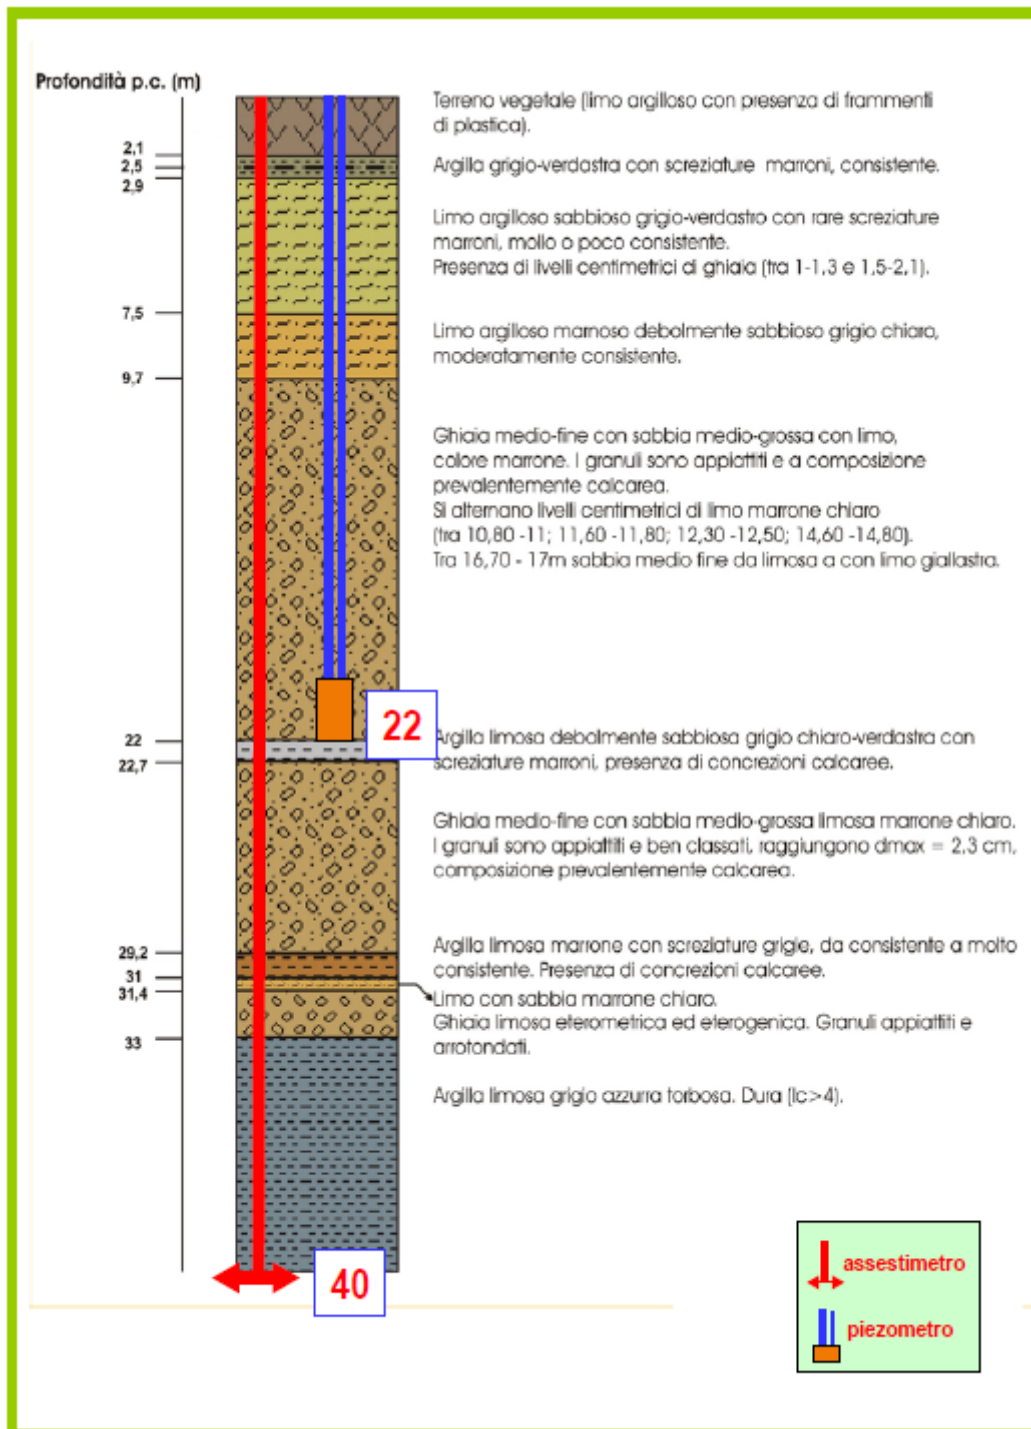 Profondità p.c. (m)
Terreno vegetale (limo argilloso con presenza di frammenti
di plastica).
2,1
2,5
2,9
Argilla grigio-verdastra con screziature marroni, consistente.
Limo argilloso sabbioso grigio-verdastro con rare screziature
marroni, mollo o poco consistente.
Presenza di livelli centimetrici di ghiaia (tra 1-1,3 e 1,5-2,1).
7,5
Limo argilloso marnoso debolmente sabbioso grigio chiaro,
moderatamente consistente.
9,7
Ghiaia medio-fine con sabbia medio-grossa con limo,
colore marrone. I granuli sono appiattiti e a composizione
prevalentemente calcarea.
Si alternano livelli centimetrici di limo marrone chiaro
(tra 10,80 -11; 11,60 -11,80; 12,30 -12,50; 14,60 -14,80).
Tra 16,70 - 17m sabbia medio fine da limosa a con limo giallastra.
22
22
22,7
Argilla limosa debolmente sabbiosa grigio chiaro-verdastra con
screziature marroni, presenza di concrezioni calcaree.
Ghiaia medio-fine con sabbia medio-grossa limosa marrone chiaro.
I granuli sono appiattiti e ben classati, raggiungono dmax = 2,3 cm,
composizione prevalentemente calcarea.
29,2
31
31,4
33
Argilla limosa marrone con screziature grigie, da consistente a molto
consistente. Presenza di concrezioni calcaree.
Limo con sabbia marrone chiaro.
Ghiaia limosa eterometrica ed eterogenica. Granuli appiattiti e
arrotondati.
Argilla limosa grigio azzurra torbosa. Dura (Ic>4).
40
assestimetro
piezometro